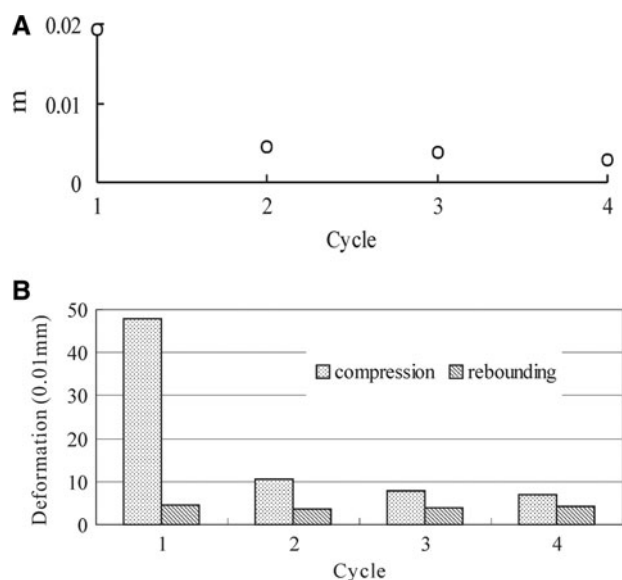 A
0.02
0.01
0
m
1 2 3 4
Cycle
B
50
40
30
20
10
0
Deformation (0.01mm)
compression rebounding
1 2 3 4
Cycle